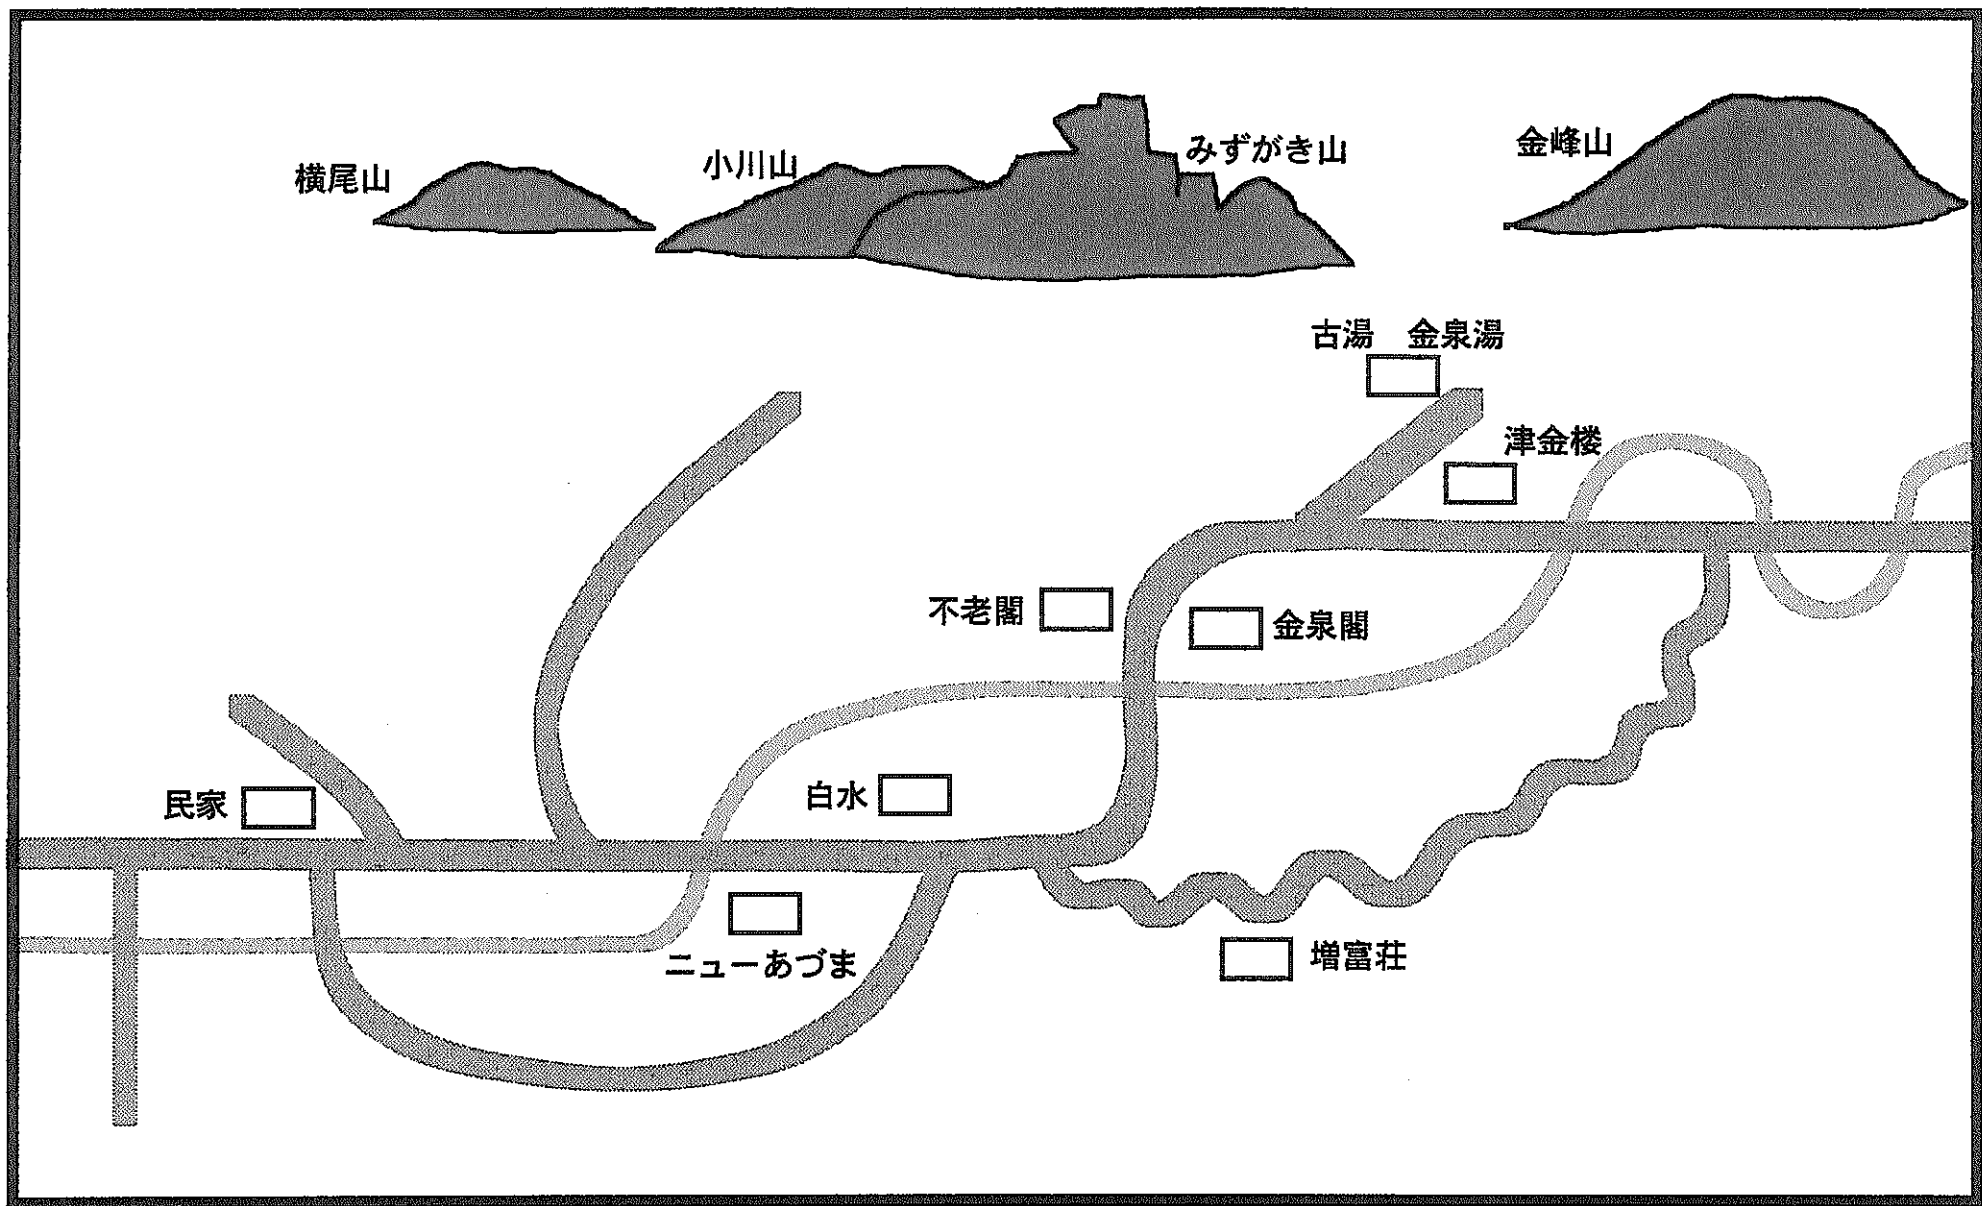 横尾山
小川山
みずがき山
金峰山
古湯　金泉湯
津金楼
不老閣
金泉閣
民家
白水
ニューあづま
増富荘